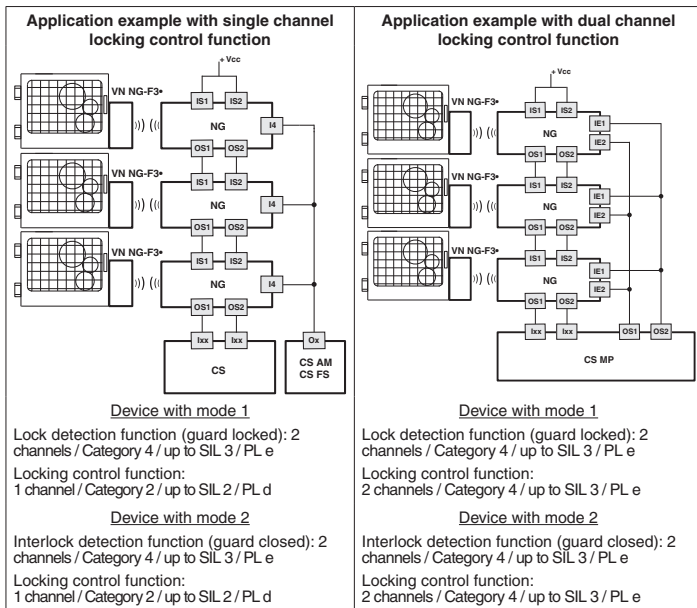 Application example with single channel
locking control function
+ Vcc
VN NG-F3•
IS1 IS2
NG
I4
OS1 OS2
IS1 IS2
VN NG-F3•
NG
I4
OS1 OS2
IS1 IS2
VN NG-F3•
NG
I4
OS1 OS2
Ixx Ixx
Ox
CS
CS AM
CS FS
Device with mode 1
Lock detection function (guard locked): 2
channels / Category 4 / up to SIL 3 / PL e
Locking control function:
1 channel / Category 2 / up to SIL 2 / PL d
Device with mode 2
Interlock detection function (guard closed): 2
channels / Category 4 / up to SIL 3 / PL e
Locking control function:
1 channel / Category 2 / up to SIL 2 / PL d
Application example with dual channel
locking control function
+ Vcc
VN NG-F3•
IS1 IS2
NG
IE1
IE2
OS1 OS2
IS1 IS2
VN NG-F3•
NG
IE1
IE2
OS1 OS2
IS1 IS2
VN NG-F3•
NG
IE1
IE2
OS1 OS2
Ixx Ixx
OS1 OS2
CS MP
Device with mode 1
Lock detection function (guard locked): 2
channels / Category 4 / up to SIL 3 / PL e
Locking control function:
2 channels / Category 4 / up to SIL 3 / PL e
Device with mode 2
Interlock detection function (guard closed): 2
channels / Category 4 / up to SIL 3 / PL e
Locking control function:
2 channels / Category 4 / up to SIL 3 / PL e